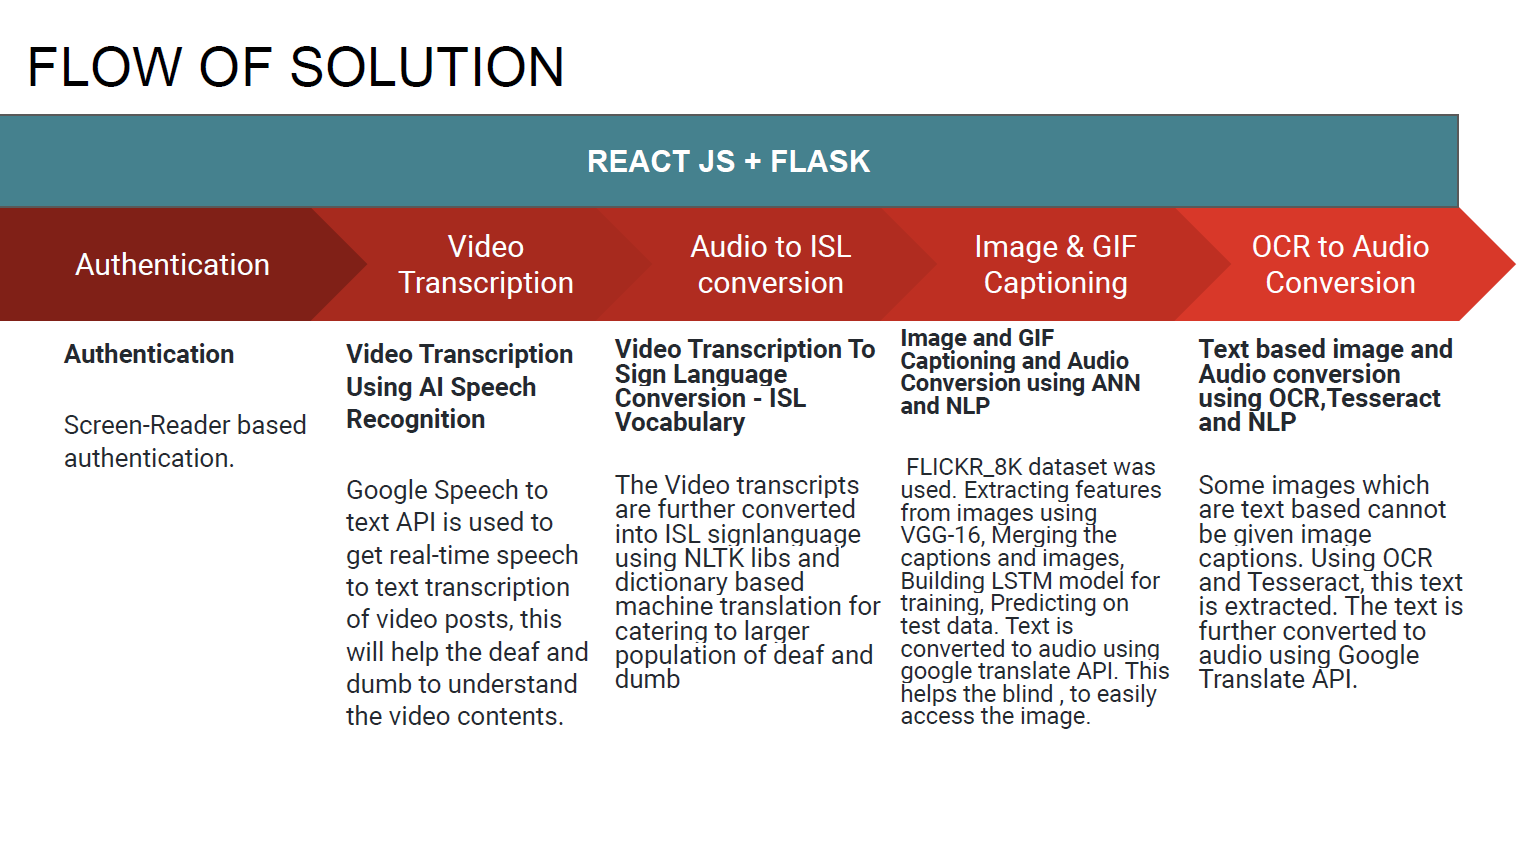 FLOW OF SOLUTION
REACT JS + FLASK
Authentication
Video
Transcription
Audio to ISL
conversion
Image & GIF
Captioning
OCR to Audio
Conversion
Authentication
Screen-Reader based
authentication.
Video Transcription
Using AI Speech
Recognition
Google Speech to
text API is used to
get real-time speech
to text transcription
of video posts, this
will help the deaf and
dumb to understand
the video contents.
Video Transcription To
Sign Language
Conversion - ISL
Vocabulary
The Video transcripts
are further converted
into ISL signlanguage
using NLTK libs and
dictionary based
machine translation for
catering to larger
population of deaf and
dumb
Image and GIF
Captioning and Audio
Conversion using ANN
and NLP
FLICKR_8K dataset was
used. Extracting features
from images using
VGG-16, Merging the
captions and images,
Building LSTM model for
training, Predicting on
test data. Text is
converted to audio using
google translate API. This
helps the blind , to easily
access the image.
Text based image and
Audio conversion
using OCR,Tesseract
and NLP
Some images which
are text based cannot
be given image
captions. Using OCR
and Tesseract, this text
is extracted. The text is
further converted to
audio using Google
Translate API.